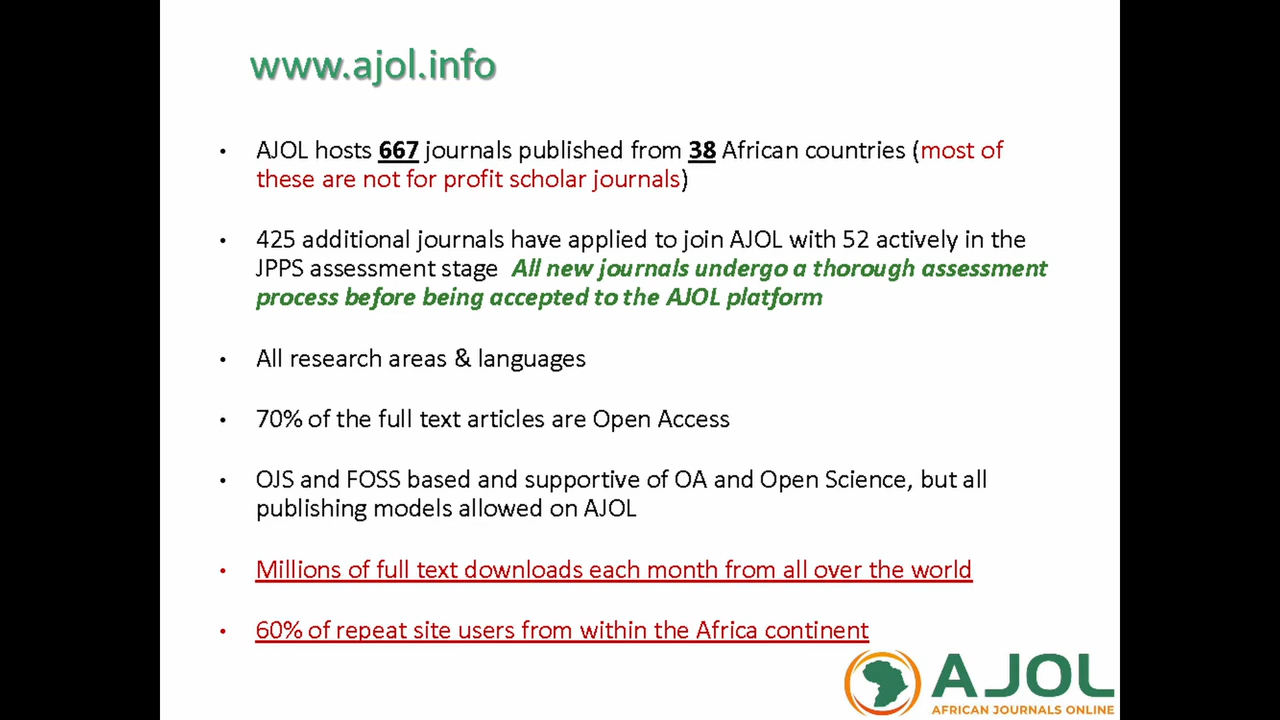 www.ajol.info
• AJOL hosts 667 journals published from 38 African countries (most of
these are not for profit scholar journals)
• 425 additional journals have applied to join AJOL with 52 actively in the
JPPS assessment stage All new journals undergo a thorough assessment
process before being accepted to the AJOL platform
• All research areas & languages
• 70% of the full text articles are Open Access
• OJS and FOSS based and supportive of OA and Open Science, but all
publishing models allowed on AJOL
• Millions of full text downloads each month from all over the world
• 60% of repeat site users from within the Africa continent
AJOL
AFRICAN JOURNALS ONLINE